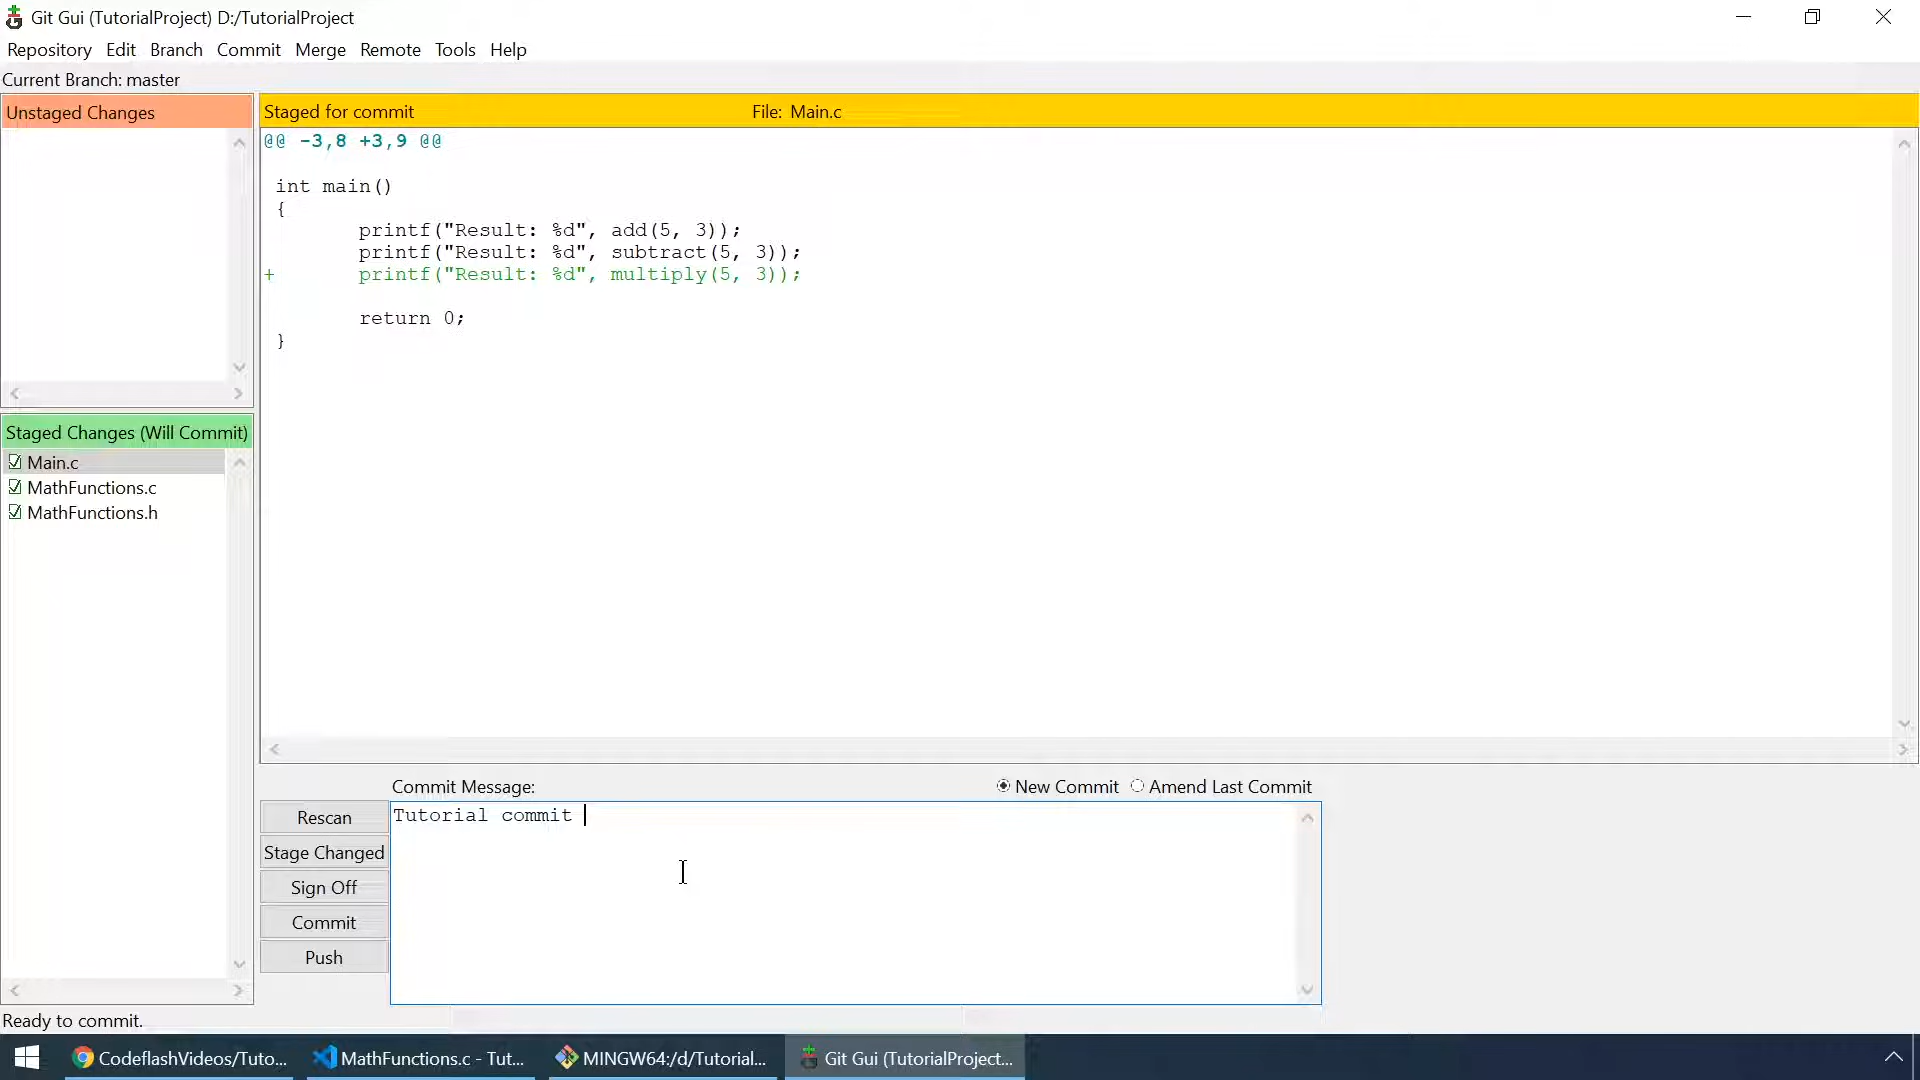 Git Gui (TutorialProject) D:/TutorialProject
Repository Edit Branch Commit Merge Remote Tools Help
Current Branch: master
Unstaged Changes
Staged for commit File: Main.c
@@ -3,8 +3,9 @@
int main()
{
printf("Result: %d", add(5, 3));
printf("Result: %d", subtract(5, 3));
+ printf("Result: %d", multiply(5, 3));
return 0;
}
Staged Changes (Will Commit)
Main.c
MathFunctions.c
MathFunctions.h
Commit Message: New Commit Amend Last Commit
Rescan
Stage Changed
Sign Off
Commit
Push
Tutorial commit
Ready to commit.
CodeflashVideos/Tuto... MathFunctions.c - Tut... MINGW64:/d/Tutorial... Git Gui (TutorialProject...